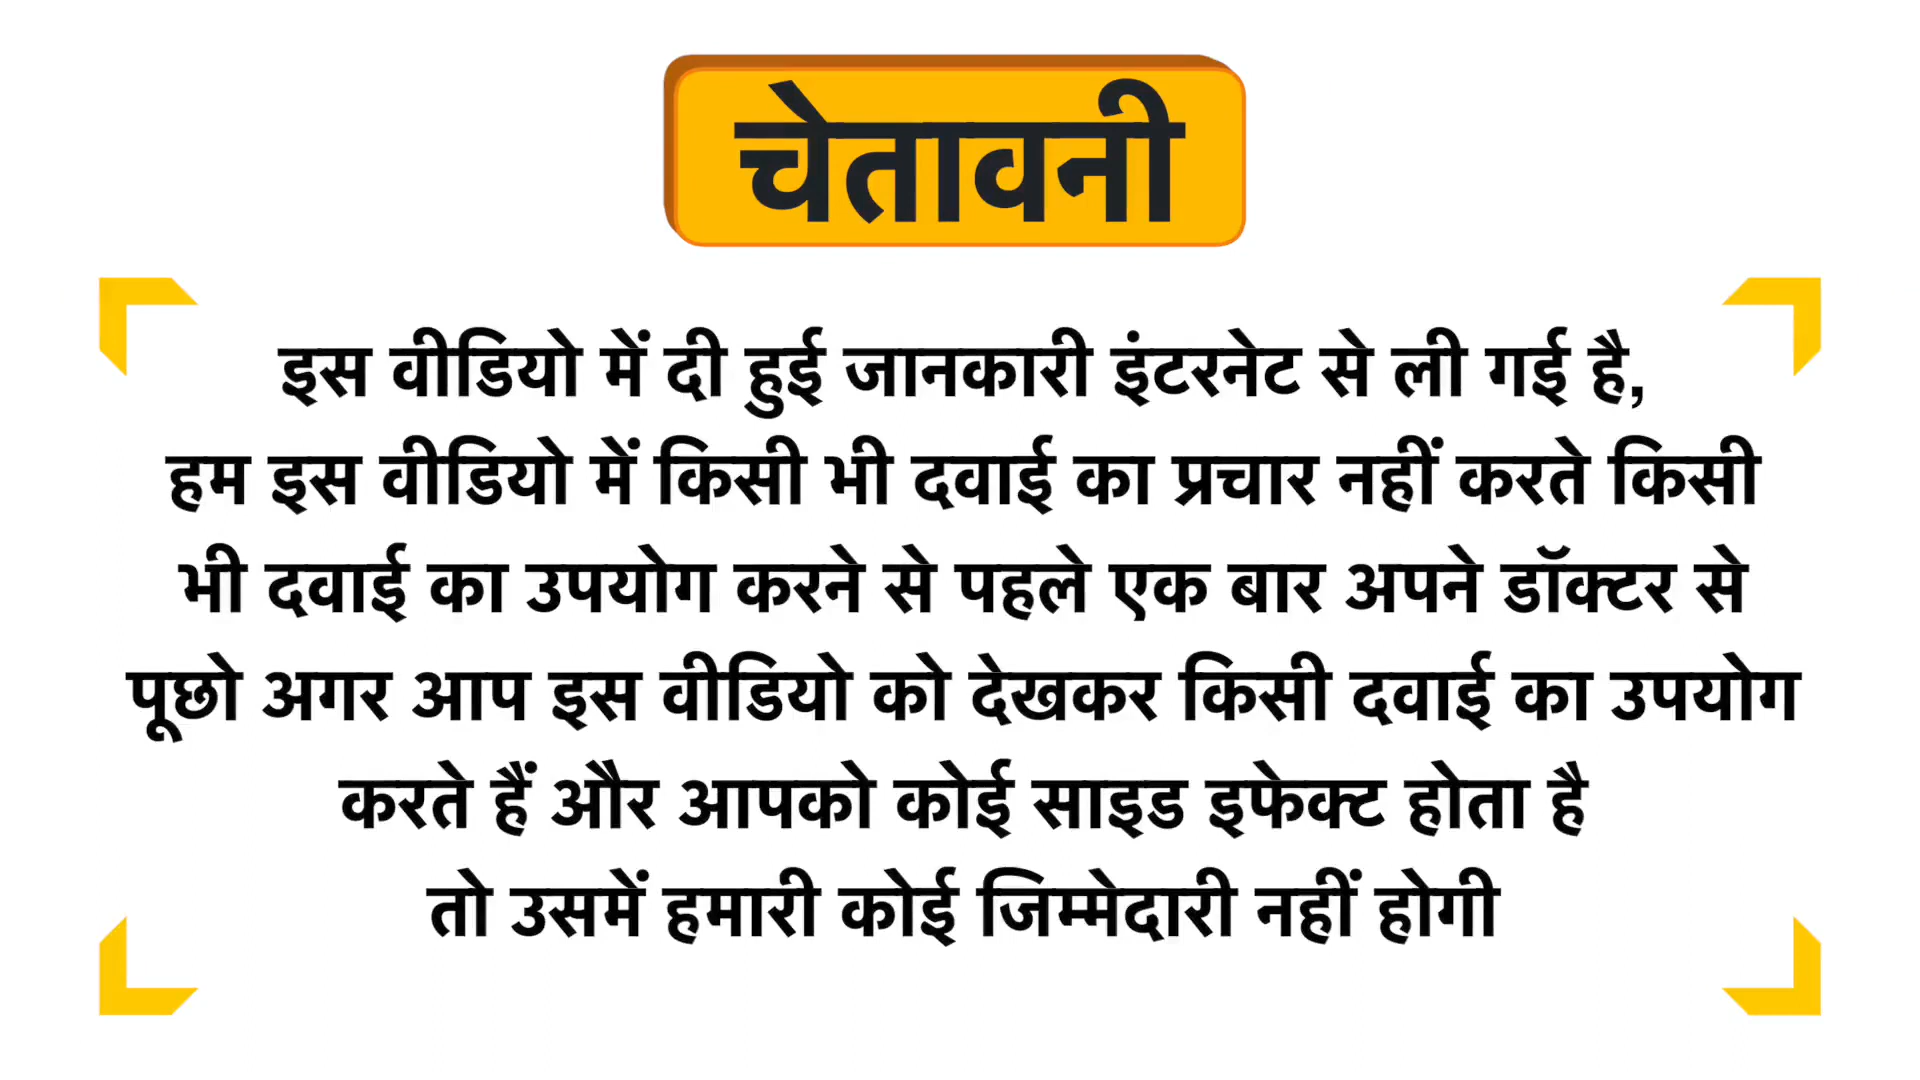 चेतावनी
इस वीडियो में दी हुई जानकारी इंटरनेट से ली गई है,
हम इस वीडियो में किसी भी दवाई का प्रचार नहीं करते किसी
भी दवाई का उपयोग करने से पहले एक बार अपने डॉक्टर से
पूछो अगर आप इस वीडियो को देखकर किसी दवाई का उपयोग
करते हैं और आपको कोई साइड इफेक्ट होता है
तो उसमें हमारी कोई जिम्मेदारी नहीं होगी